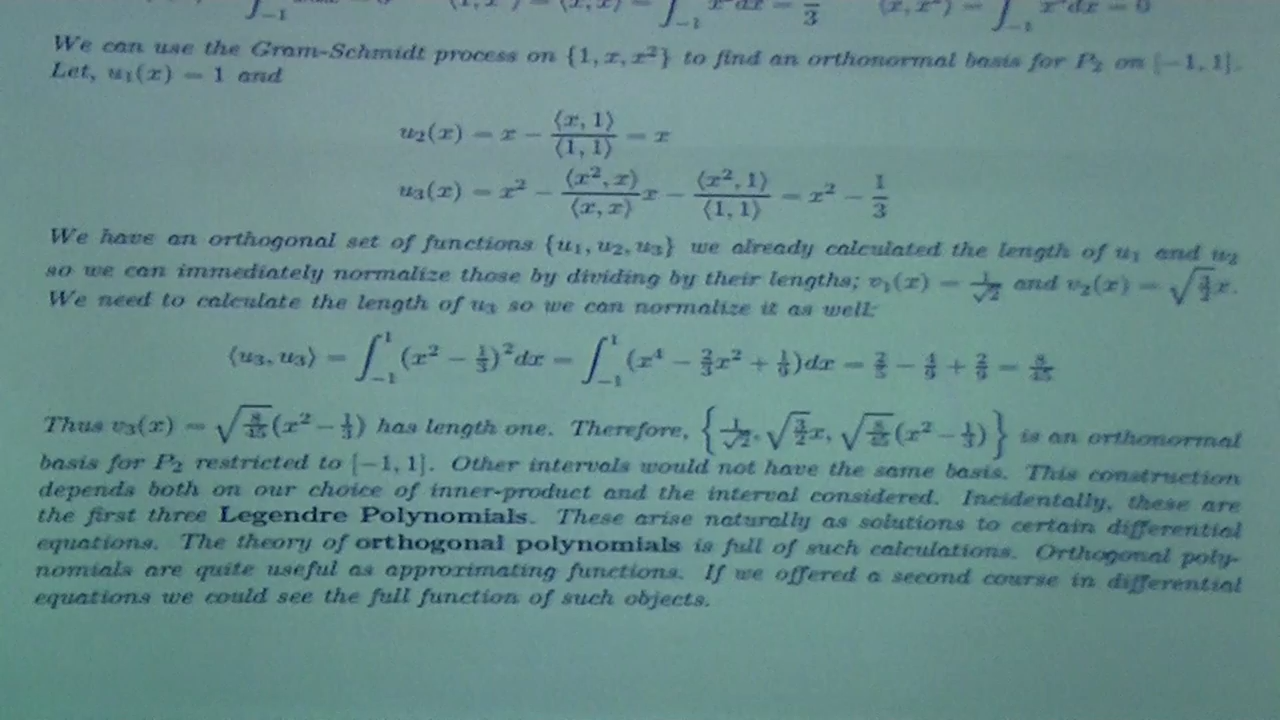 We can use the Gram-Schmidt process on {1, x, x²} to find an orthonormal basis for P₂ on [−1, 1].
Let, u₁(x) = 1 and
u₂(x) = x − ⟨x, 1⟩/⟨1, 1⟩ = x
u₃(x) = x² − ⟨x², x⟩/⟨x, x⟩ x − ⟨x², 1⟩/⟨1, 1⟩ = x² − 1/3
We have an orthogonal set of functions {u₁, u₂, u₃} we already calculated the length of u₁ and u₂
so we can immediately normalize those by dividing by their lengths; v₁(x) = 1/√2 and v₂(x) = √(3/2)x.
We need to calculate the length of u₃ so we can normalize it as well:
⟨u₃, u₃⟩ = ∫₋₁¹ (x² − 1/3)²dx = ∫₋₁¹ (x⁴ − 2/3x² + 1/9)dx = 2/5 − 4/9 + 2/9 = 8/45
Thus v₃(x) = √(8/45)(x² − 1/3) has length one. Therefore, {1/√2, √(3/2)x, √(8/45)(x² − 1/3)} is an orthonormal
basis for P₂ restricted to [−1, 1]. Other intervals would not have the same basis. This construction
depends both on our choice of inner-product and the interval considered. Incidentally, these are
the first three Legendre Polynomials. These arise naturally as solutions to certain differential
equations. The theory of orthogonal polynomials is full of such calculations. Orthogonal poly-
nomials are quite useful as approximating functions. If we offered a second course in differential
equations we could see the full function of such objects.